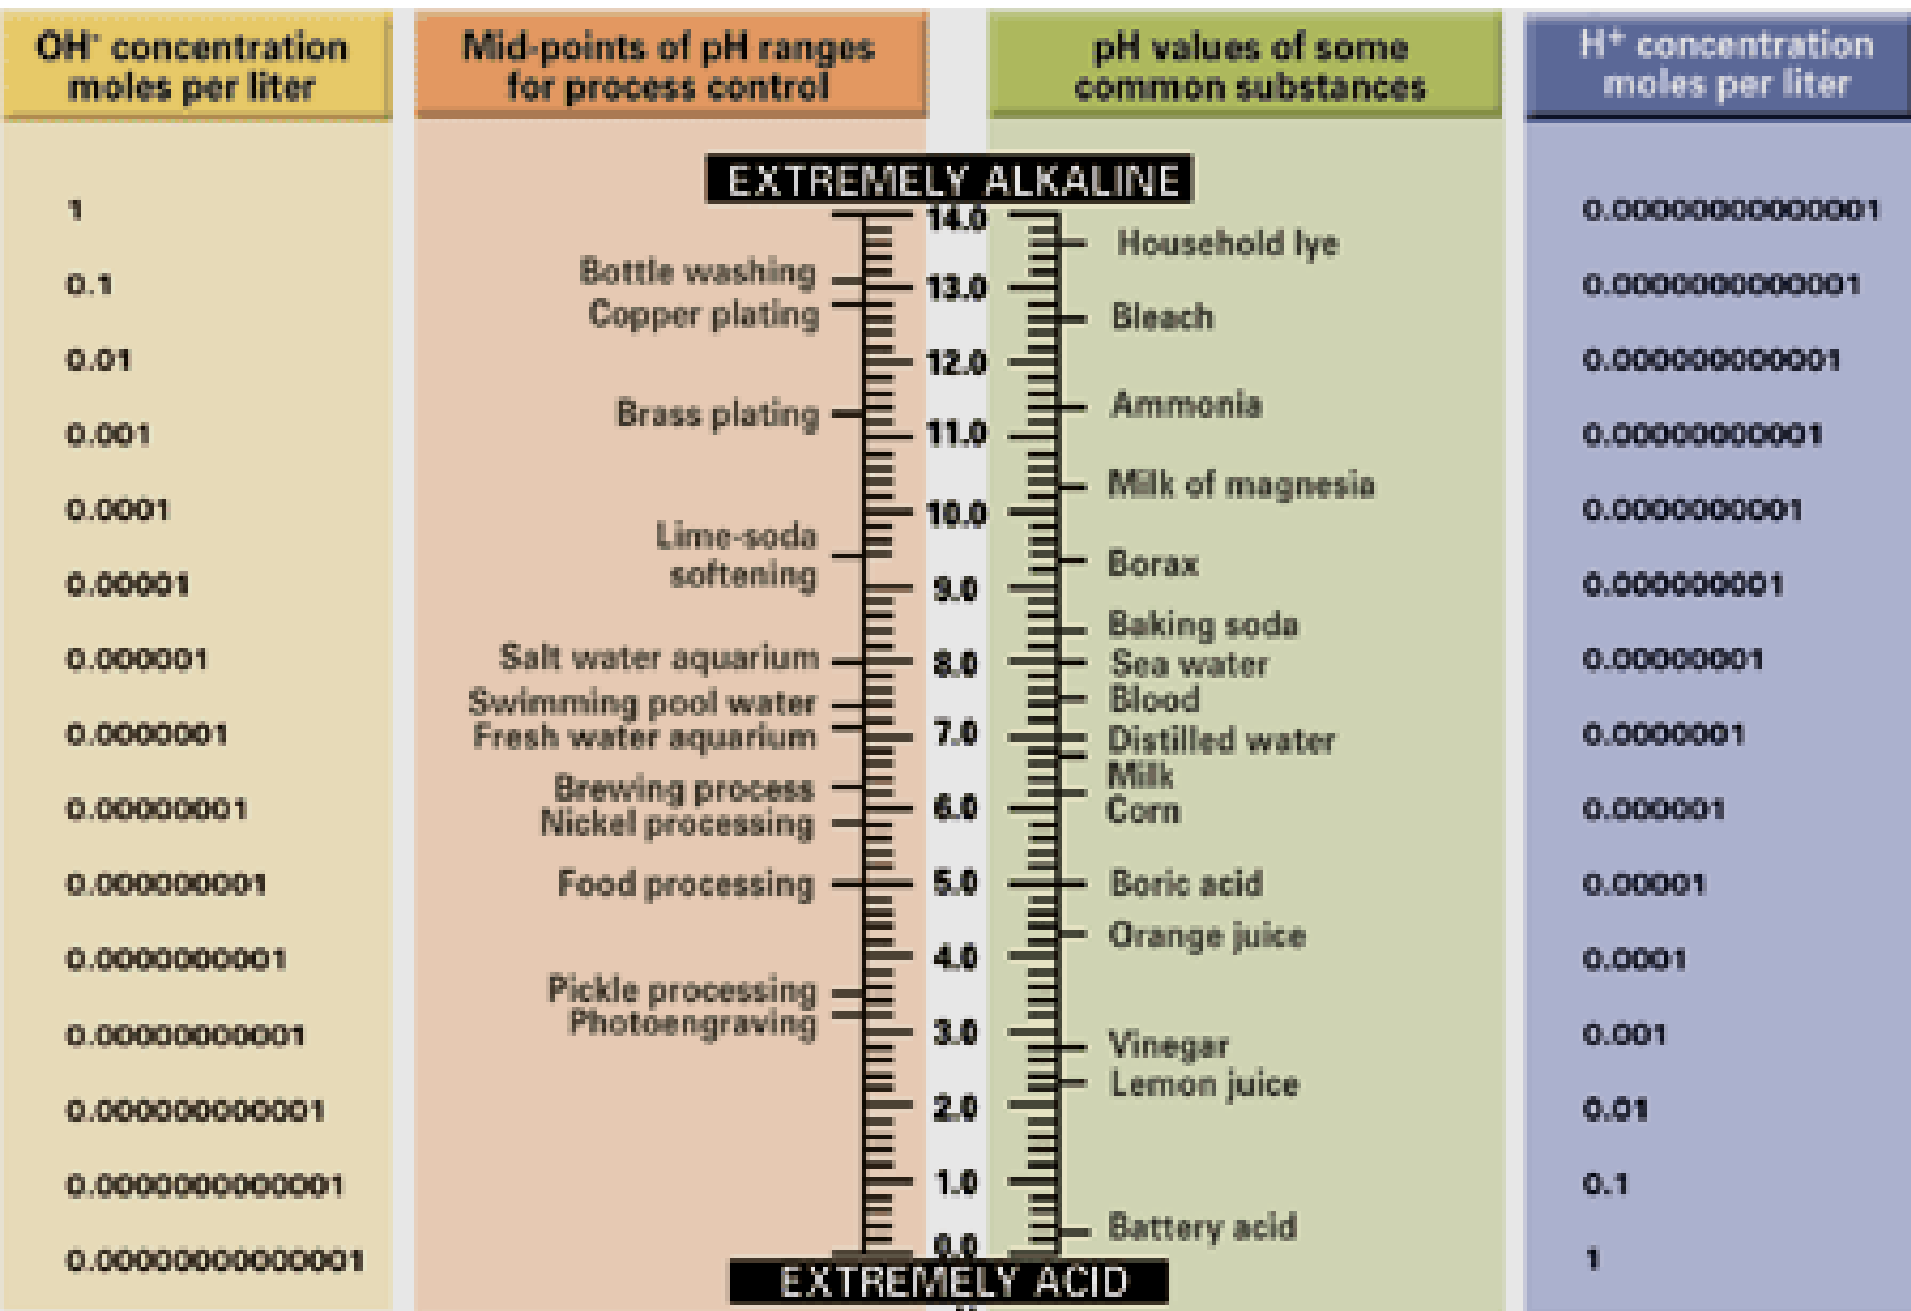 OH⁻ concentration
moles per liter
1
0.1
0.01
0.001
0.0001
0.00001
0.000001
0.0000001
0.00000001
0.000000001
0.0000000001
0.00000000001
0.000000000001
0.0000000000001
0.00000000000001
Mid-points of pH ranges
for process control
pH values of some
common substances
EXTREMELY ALKALINE
Bottle washing
Copper plating
Brass plating
Lime-soda
softening
Salt water aquarium
Swimming pool water
Fresh water aquarium
Brewing process
Nickel processing
Food processing
Pickle processing
Photoengraving
14.0
13.0
12.0
11.0
10.0
9.0
8.0
7.0
6.0
5.0
4.0
3.0
2.0
1.0
0.0
Household lye
Bleach
Ammonia
Milk of magnesia
Borax
Baking soda
Sea water
Blood
Distilled water
Milk
Corn
Boric acid
Orange juice
Vinegar
Lemon juice
Battery acid
EXTREMELY ACID
H⁺ concentration
moles per liter
0.00000000000001
0.0000000000001
0.000000000001
0.00000000001
0.0000000001
0.000000001
0.00000001
0.0000001
0.000001
0.00001
0.0001
0.001
0.01
0.1
1